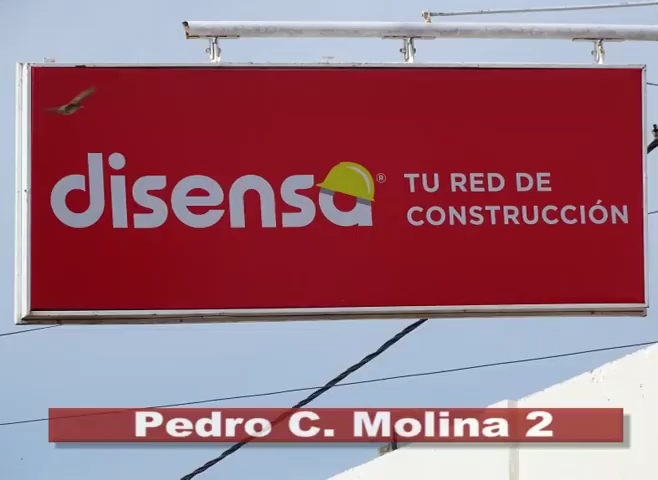 disensa®
TU RED DE
CONSTRUCCIÓN
Pedro C. Molina 2